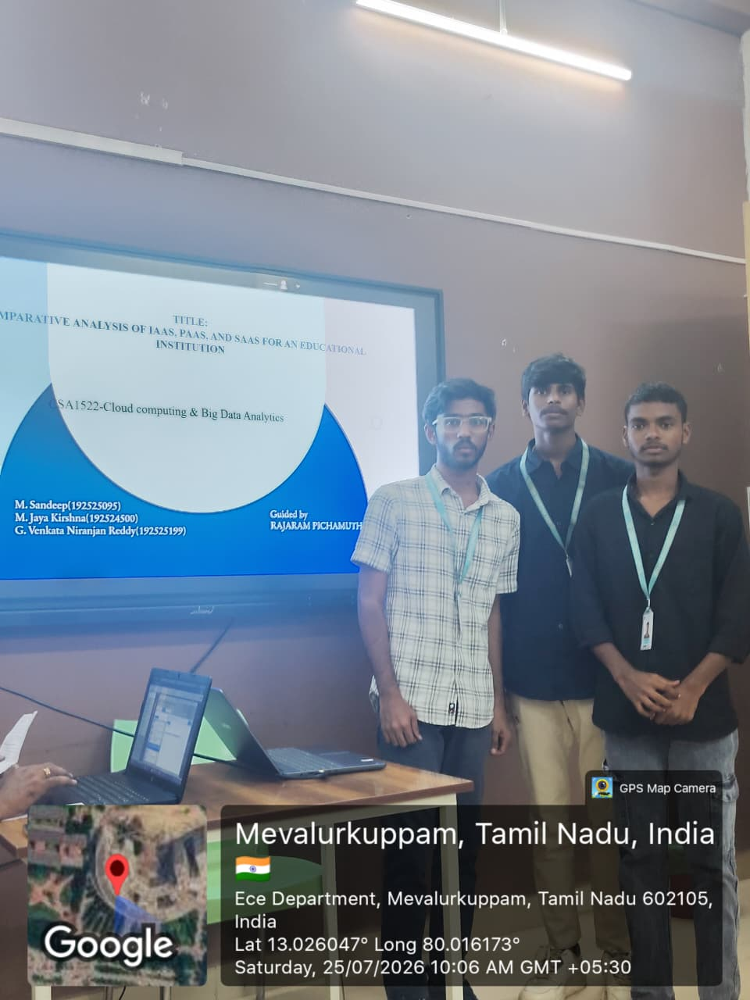 TITLE:
MPARATIVE ANALYSIS OF IAAS, PAAS, AND SAAS FOR AN EDUCATIONAL
INSTITUTION
CSA1522-Cloud computing & Big Data Analytics
M. Sandeep(192525095)
M. Jaya Kirshna(192524500)
G. Venkata Niranjan Reddy(192525199)
Guided by
RAJARAM PICHAMUTH
GPS Map Camera
Mevalurkuppam, Tamil Nadu, India
Ece Department, Mevalurkuppam, Tamil Nadu 602105,
India
Lat 13.026047° Long 80.016173°
Saturday, 25/07/2026 10:06 AM GMT +05:30
Google